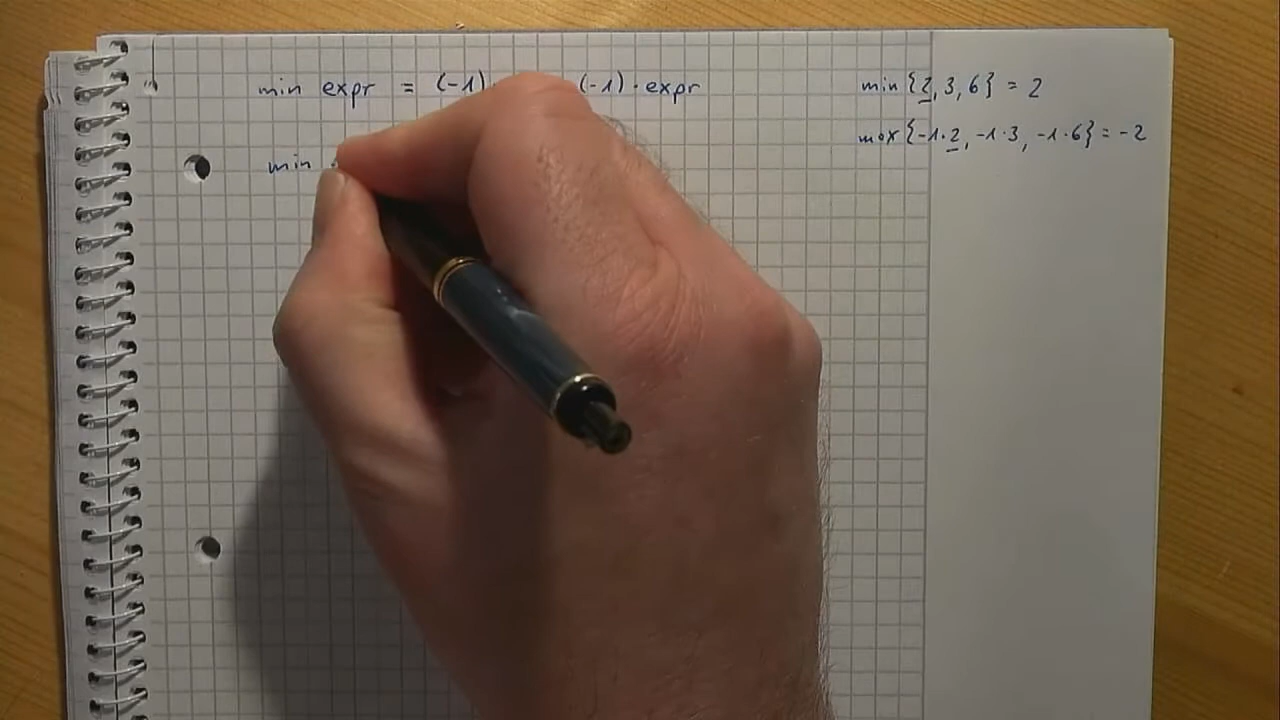 min expr = (-1) (-1) · expr
min {2, 3, 6} = 2
max {-1·2, -1·3, -1·6} = -2
min